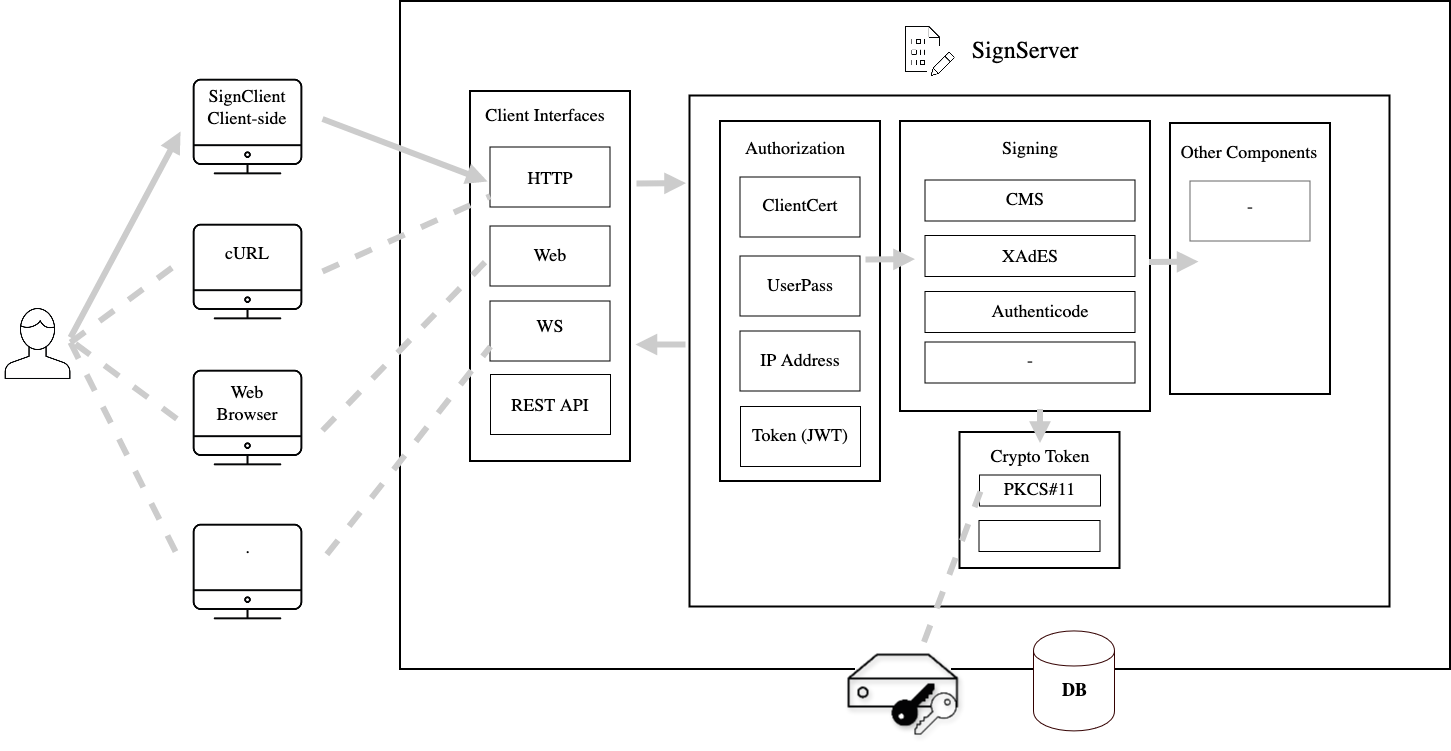 SignServer
SignClient
Client-side
cURL
Web
Browser
.
Client Interfaces
HTTP
Web
WS
REST API
Authorization
ClientCert
UserPass
IP Address
Token (JWT)
Signing
CMS
XAdES
Authenticode
-
Other Components
-
Crypto Token
PKCS#11
DB